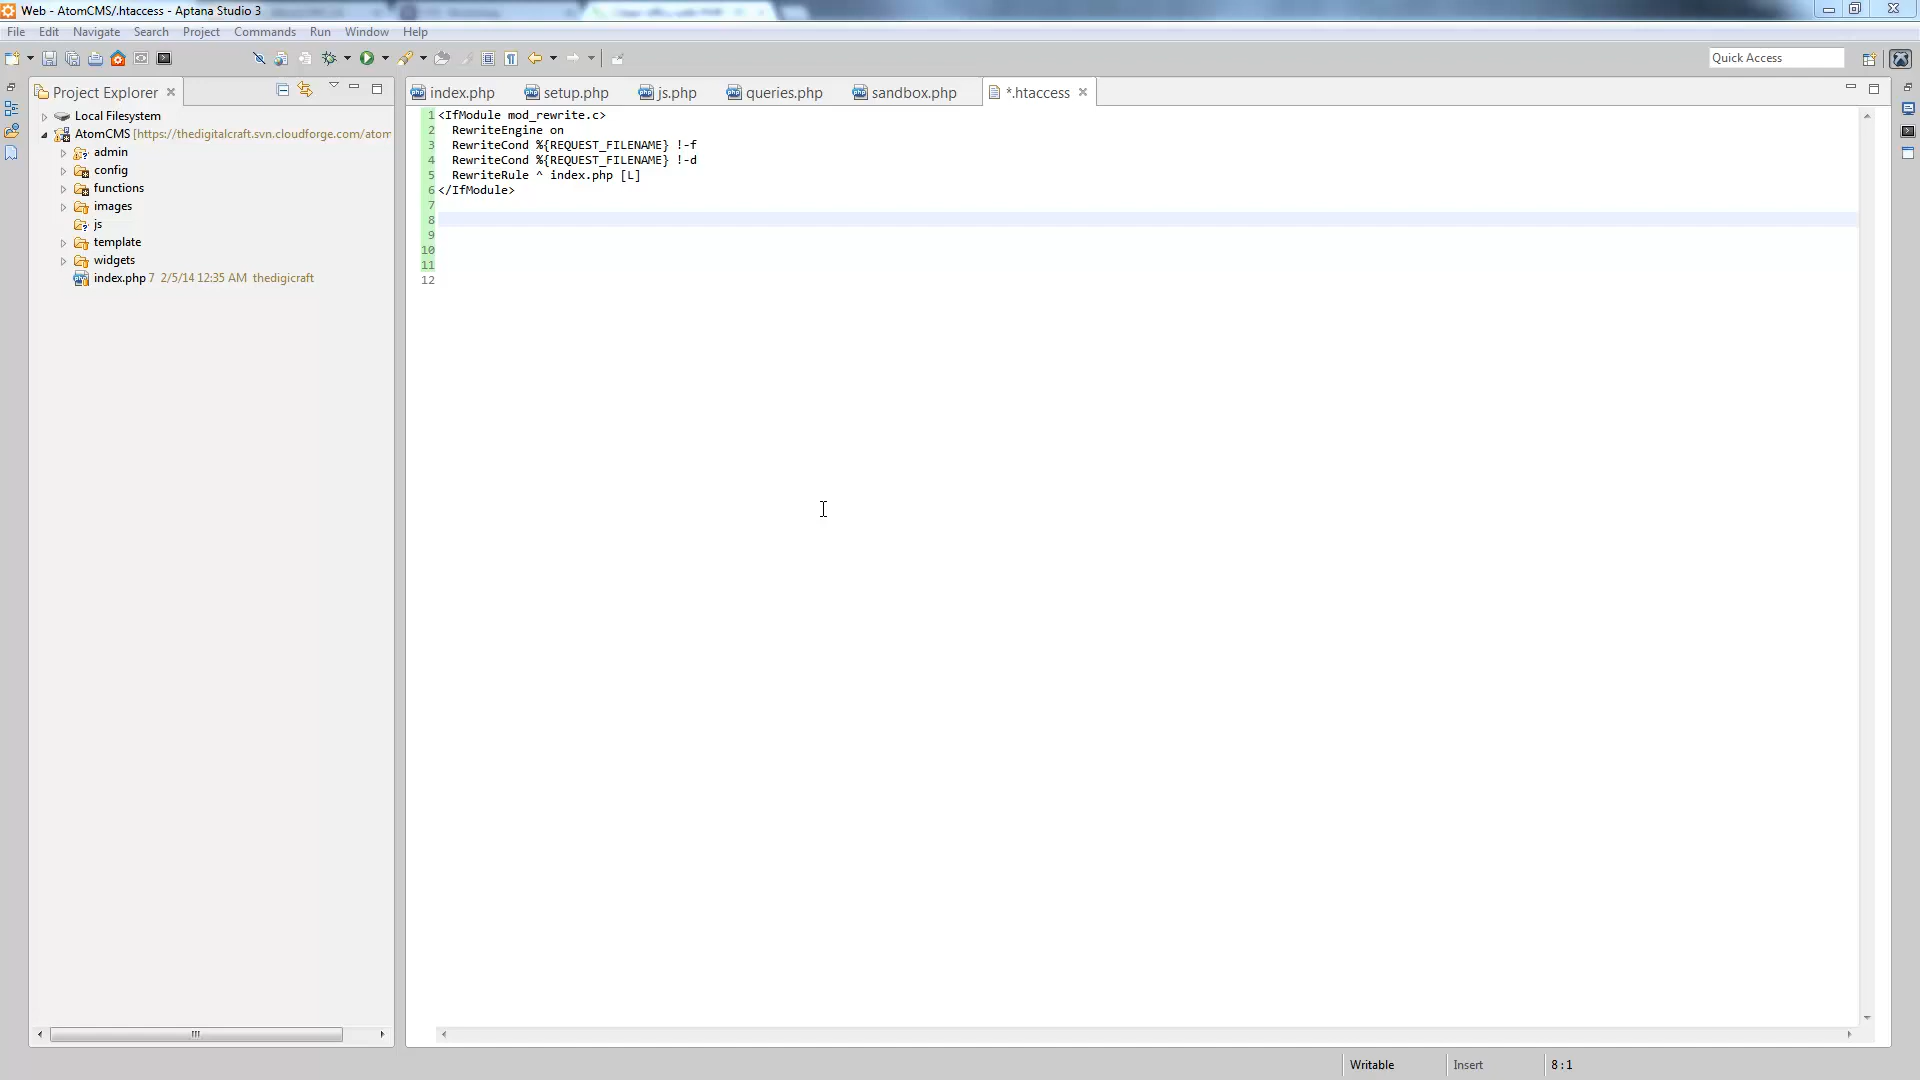 Web - AtomCMS/.htaccess - Aptana Studio 3
File Edit Navigate Search Project Commands Run Window Help
Quick Access
Project Explorer
index.php setup.php js.php queries.php sandbox.php *.htaccess
Local Filesystem
AtomCMS [https://thedigitalcraft.svn.cloudforge.com/atom
admin
config
functions
images
js
template
widgets
index.php 7 2/5/14 12:35 AM thedigicraft
1 <IfModule mod_rewrite.c>
2 RewriteEngine on
3 RewriteCond %{REQUEST_FILENAME} !-f
4 RewriteCond %{REQUEST_FILENAME} !-d
5 RewriteRule ^ index.php [L]
6 </IfModule>
7
8
9
10
11
12
Writable Insert 8 : 1